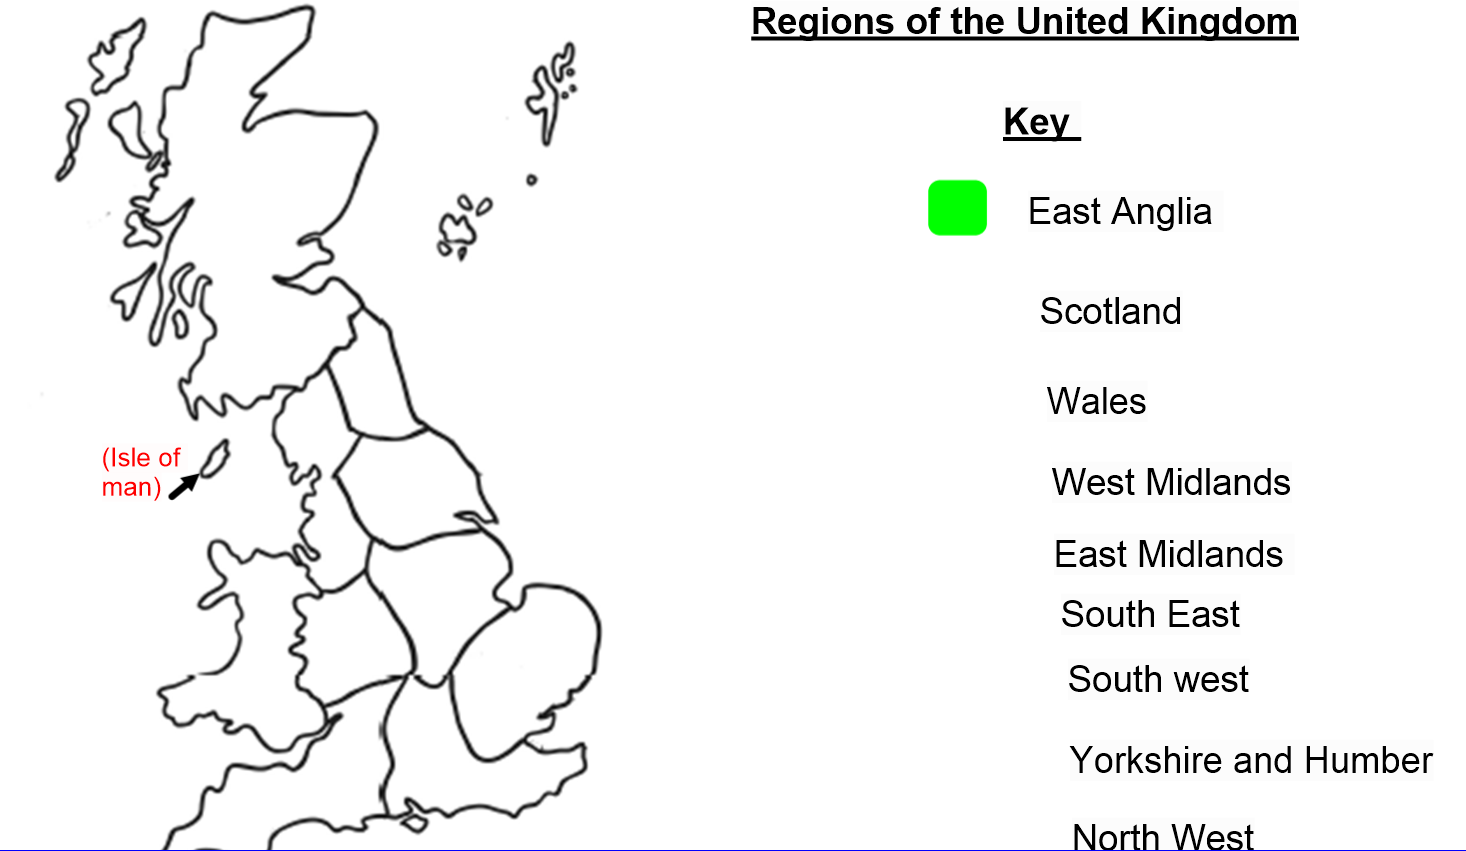 Regions of the United Kingdom
Key
East Anglia
Scotland
Wales
West Midlands
East Midlands
South East
South west
Yorkshire and Humber
North West
(Isle of
man)